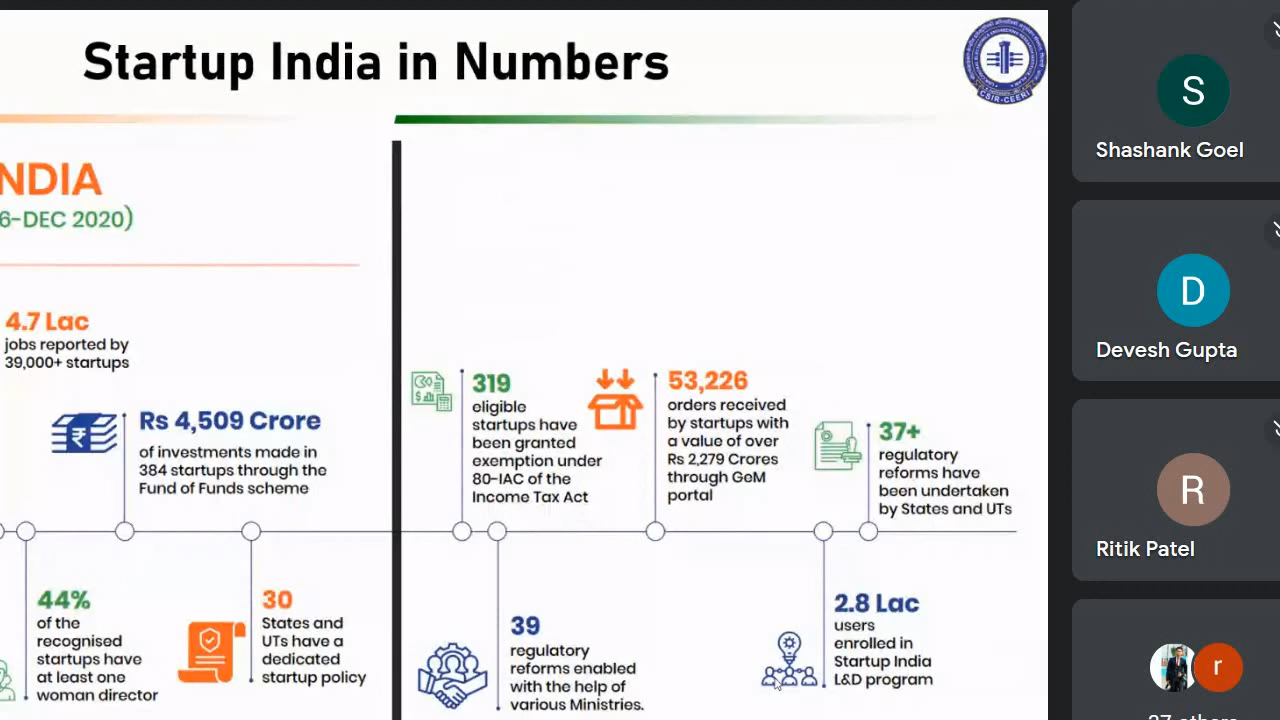 Startup India in Numbers
CSIR-CEERI
NDIA
6-DEC 2020)
4.7 Lac
jobs reported by
39,000+ startups
Rs 4,509 Crore
of investments made in
384 startups through the
Fund of Funds scheme
319
eligible
startups have
been granted
exemption under
80-IAC of the
Income Tax Act
53,226
orders received
by startups with
a value of over
Rs 2,279 Crores
through GeM
portal
37+
regulatory
reforms have
been undertaken
by States and UTs
44%
of the
recognised
startups have
at least one
woman director
30
States and
UTs have a
dedicated
startup policy
39
regulatory
reforms enabled
with the help of
various Ministries.
2.8 Lac
users
enrolled in
Startup India
L&D program
S
Shashank Goel
D
Devesh Gupta
R
Ritik Patel
r